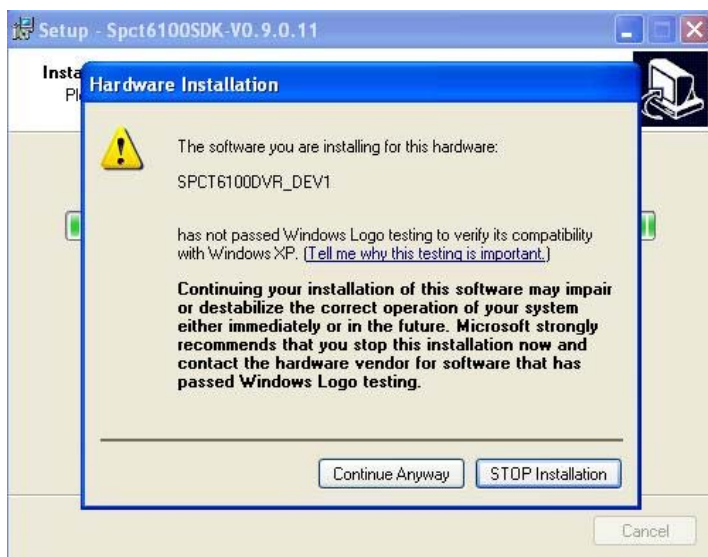 Setup - Spct6100SDK-V0.9.0.11
Hardware Installation
The software you are installing for this hardware:
SPCT6100DVR_DEV1
has not passed Windows Logo testing to verify its compatibility
with Windows XP. (Tell me why this testing is important.)
Continuing your installation of this software may impair
or destabilize the correct operation of your system
either immediately or in the future. Microsoft strongly
recommends that you stop this installation now and
contact the hardware vendor for software that has
passed Windows Logo testing.
Continue Anyway
STOP Installation
Cancel